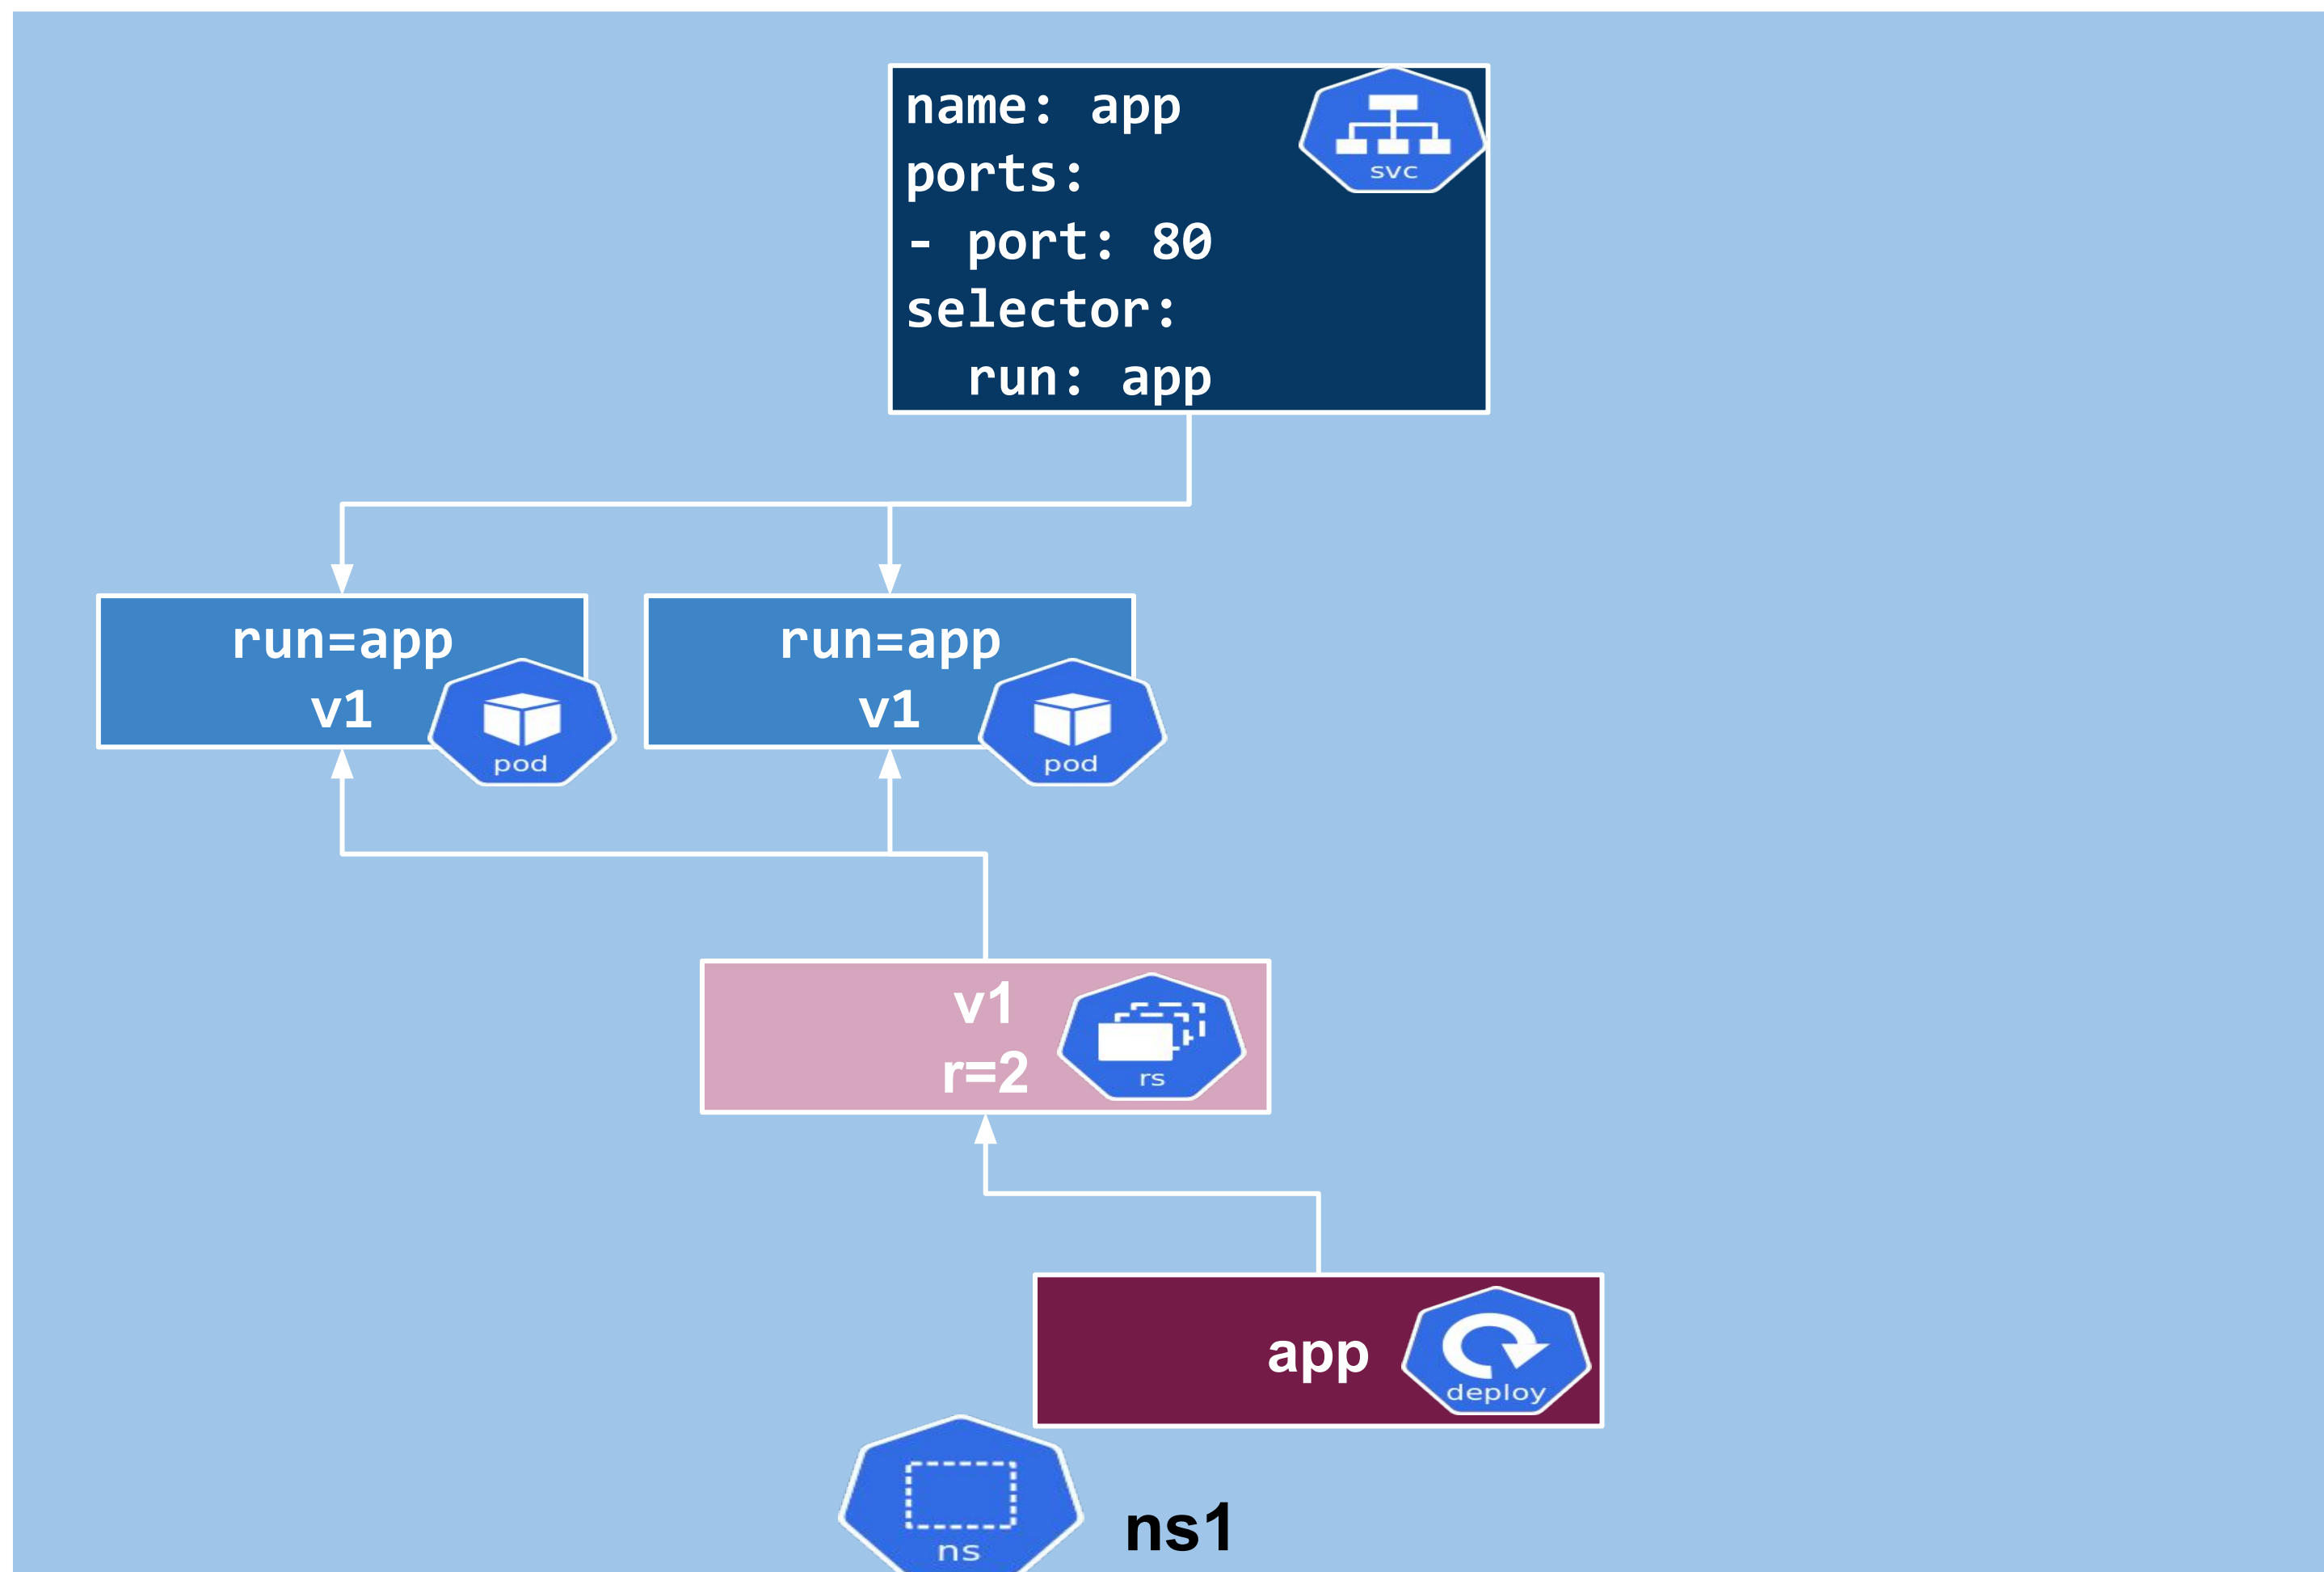 name: app
ports:
- port: 80
selector:
   run: app
svc
run=app
v1
pod
run=app
v1
pod
v1
r=2
rs
app
deploy
ns
ns1